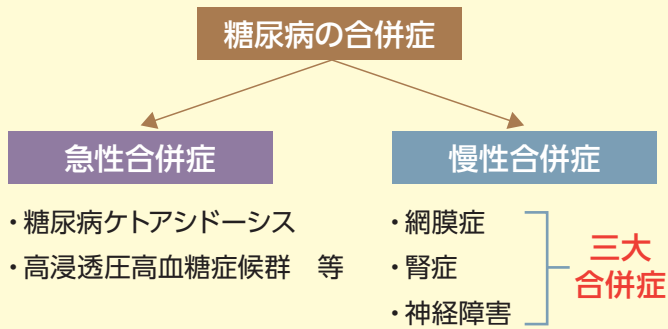 糖尿病の合併症
急性合併症
・糖尿病ケトアシドーシス
・高浸透圧高血糖症候群　等
慢性合併症
・網膜症
・腎症
・神経障害
三大
合併症